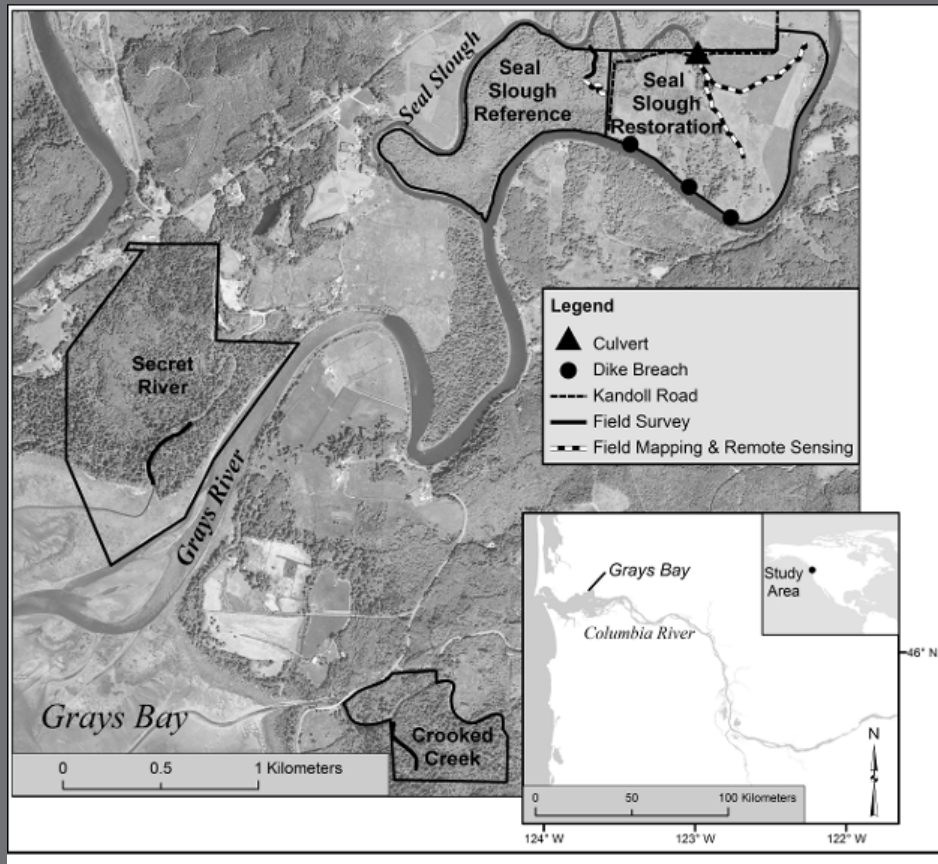 Seal Slough
Seal
Slough
Reference
Seal
Slough
Restoration
Secret
River
Grays River
Legend
Culvert
Dike Breach
Kandoll Road
Field Survey
Field Mapping & Remote Sensing
Grays Bay
Crooked
Creek
0 0.5 1 Kilometers
Grays Bay
Columbia River
Study
Area
46° N
N
0 50 100 Kilometers
124° W 123° W 122° W